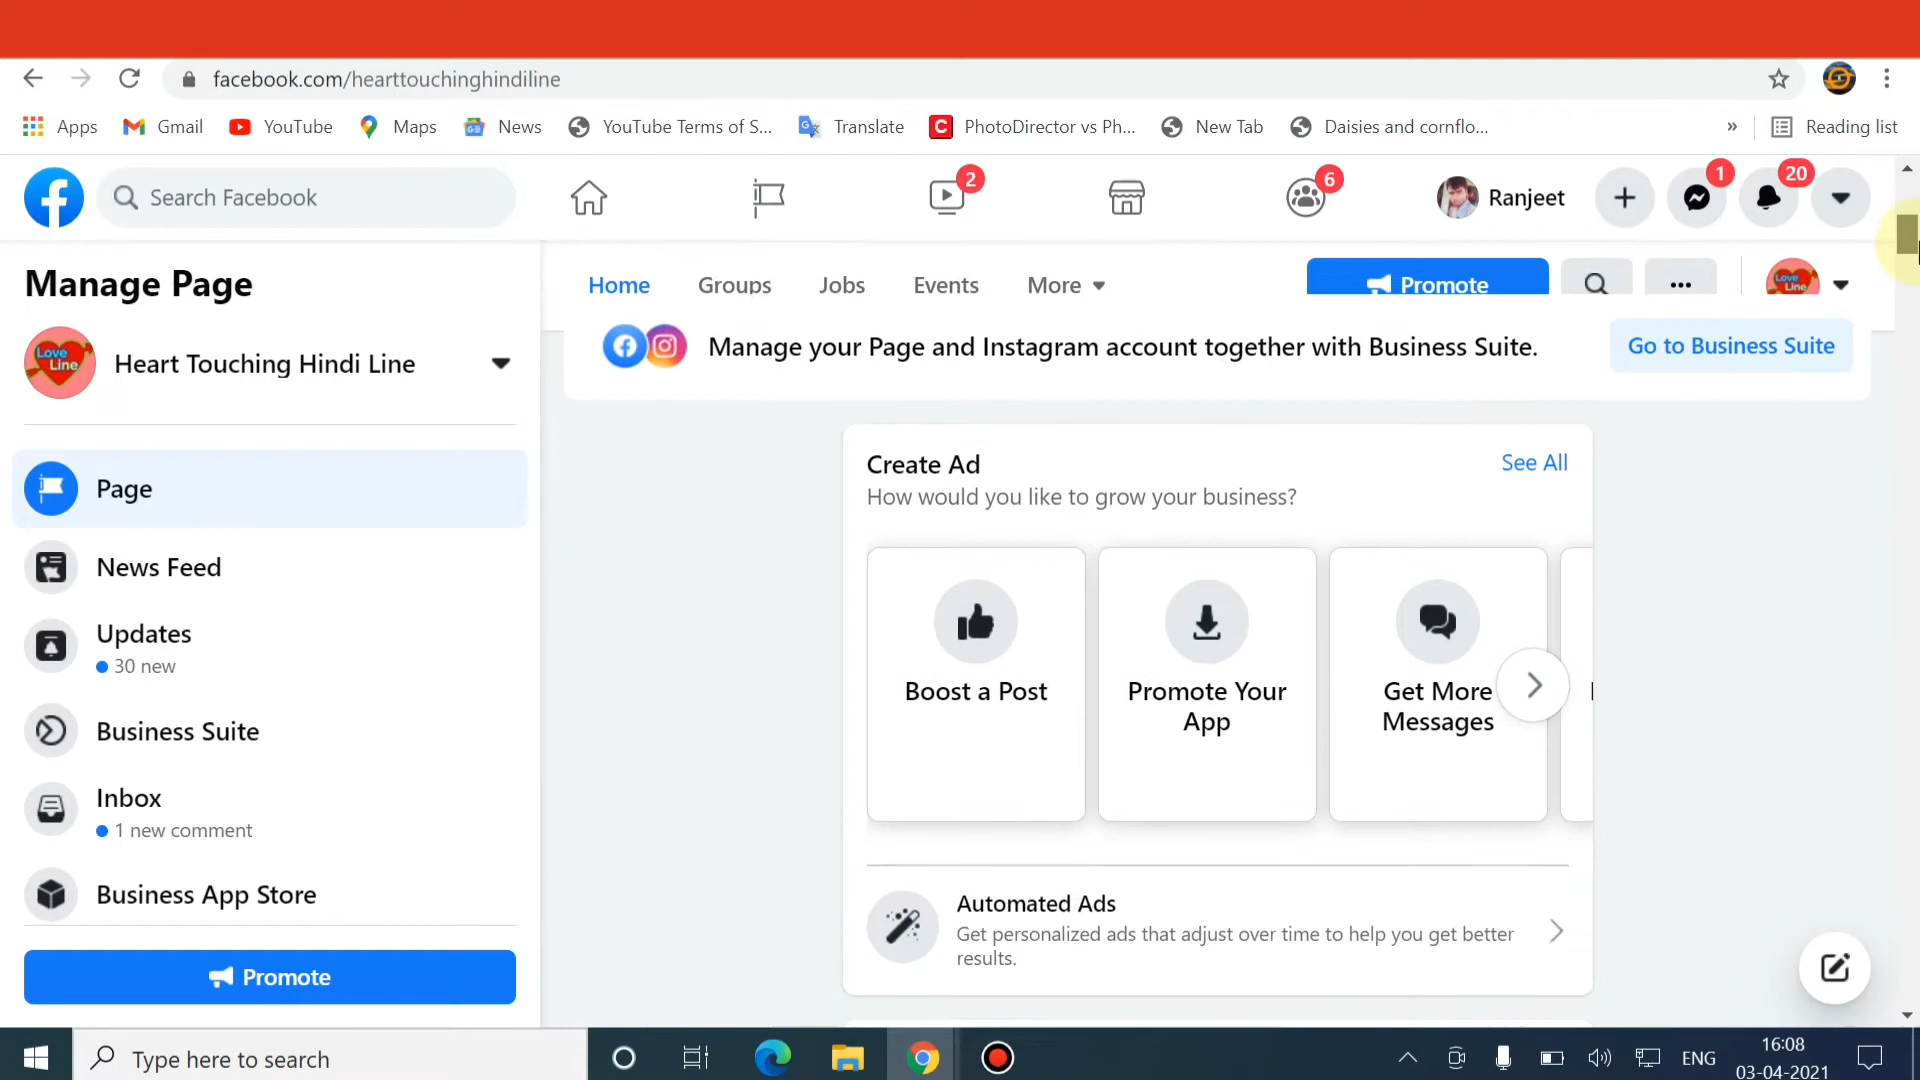 facebook.com/hearttouchinghindiline
Apps Gmail YouTube Maps News YouTube Terms of S... Translate PhotoDirector vs Ph... New Tab Daisies and cornflo... » Reading list
Search Facebook 2 6 Ranjeet 1 20
Manage Page
Love Line Heart Touching Hindi Line
Page
News Feed
Updates
30 new
Business Suite
Inbox
1 new comment
Business App Store
Promote
Home Groups Jobs Events More Promote Love Line
Manage your Page and Instagram account together with Business Suite. Go to Business Suite
Create Ad See All
How would you like to grow your business?
Boost a Post
Promote Your
App
Get More
Messages
Automated Ads
Get personalized ads that adjust over time to help you get better
results.
Type here to search ENG 16:08
03-04-2021